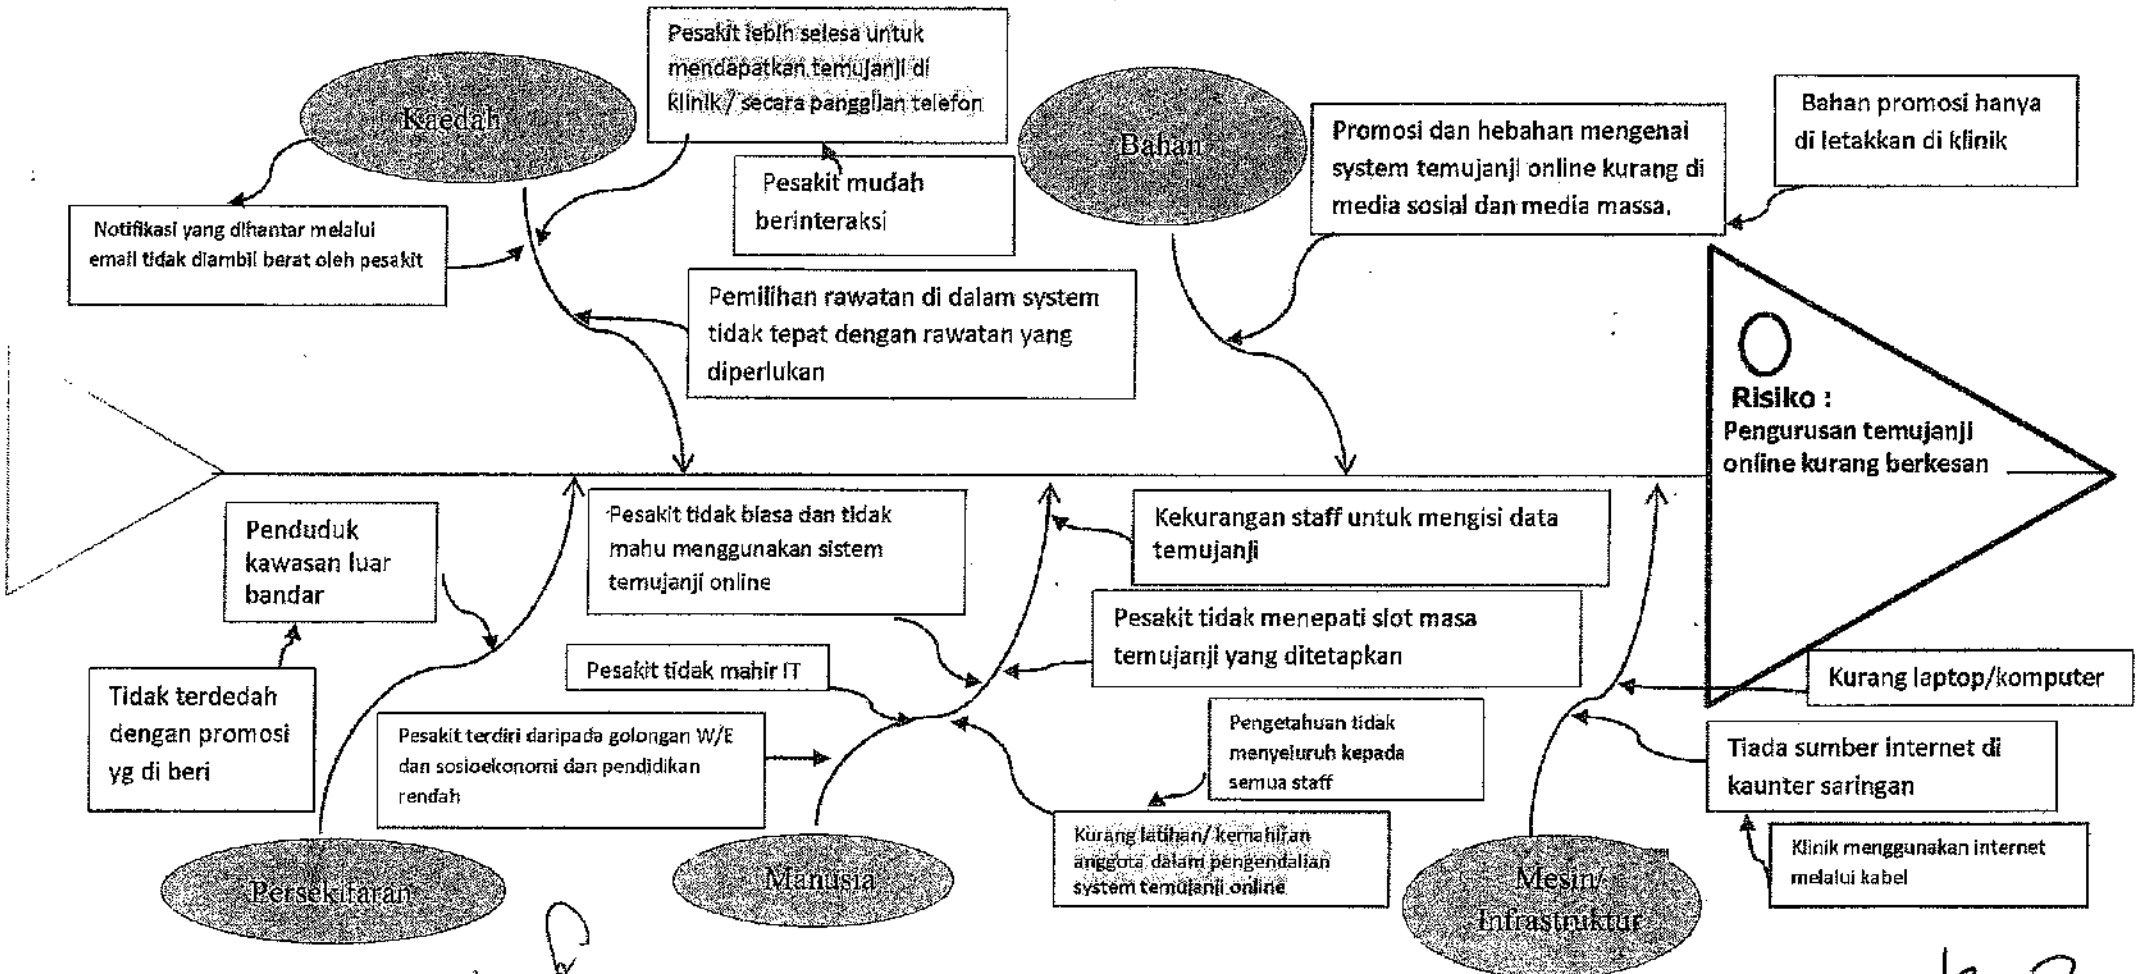 Kaedah
Pesakit lebih selesa untuk
mendapatkan temujanji di
klinik / secara panggilan telefon
Pesakit mudah
berinteraksi
Notifikasi yang dihantar melalui
email tidak diambil berat oleh pesakit
Pemilihan rawatan di dalam system
tidak tepat dengan rawatan yang
diperlukan
Bahan
Promosi dan hebahan mengenai
system temujanji online kurang di
media sosial dan media massa.
Bahan promosi hanya
di letakkan di klinik
Risiko :
Pengurusan temujanji
online kurang berkesan
Penduduk
kawasan luar
bandar
Tidak terdedah
dengan promosi
yg di beri
Persekitaran
Pesakit tidak biasa dan tidak
mahu menggunakan sistem
temujanji online
Pesakit tidak mahir IT
Pesakit terdiri daripada golongan W/E
dan sosioekonomi dan pendidikan
rendah
Manusia
Kekurangan staff untuk mengisi data
temujanji
Pesakit tidak menepati slot masa
temujanji yang ditetapkan
Pengetahuan tidak
menyeluruh kepada
semua staff
Kurang latihan/ kemahiran
anggota dalam pengendalian
system temujanji online
Kurang laptop/komputer
Tiada sumber internet di
kaunter saringan
Klinik menggunakan internet
melalui kabel
Mesin/
Infrastruktur